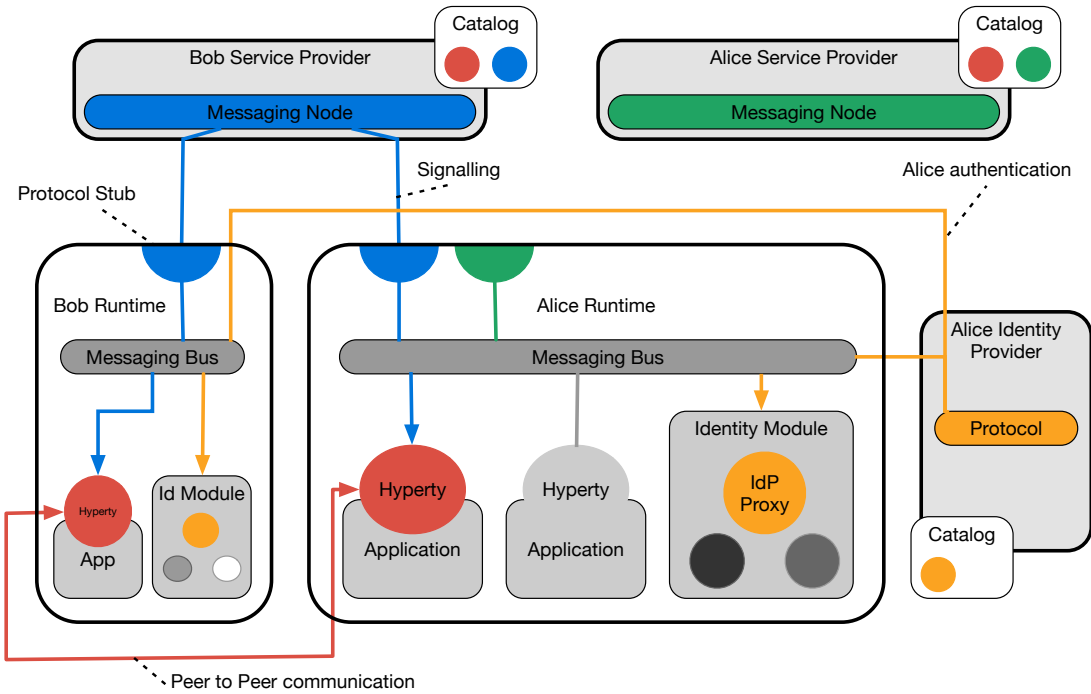 Catalog
Bob Service Provider
Messaging Node
Catalog
Alice Service Provider
Messaging Node
Signalling
Alice authentication
Protocol Stub
Bob Runtime
Alice Runtime
Messaging Bus
Messaging Bus
Alice Identity
Provider
Protocol
Identity Module
Hyperty
Hyperty
IdP
Proxy
Id Module
Hyperty
App
Application
Application
Catalog
Peer to Peer communication